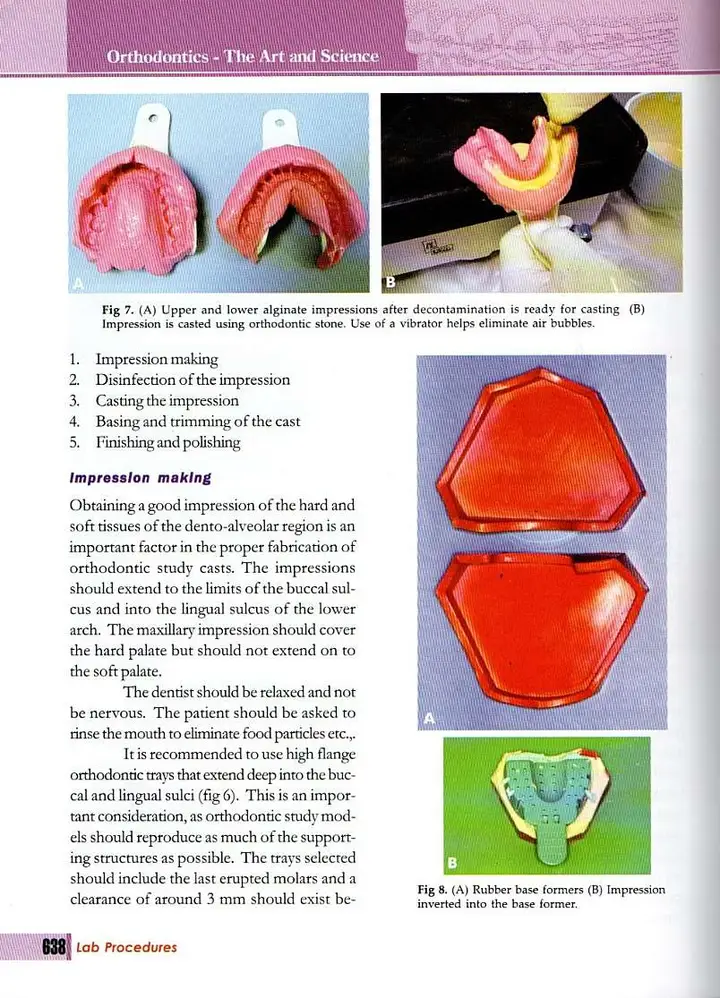 Orthodontics - The Art and Science
A
B
Fig 7. (A) Upper and lower alginate impressions after decontamination is ready for casting (B)
Impression is casted using orthodontic stone. Use of a vibrator helps eliminate air bubbles.
1. Impression making
2. Disinfection of the impression
3. Casting the impression
4. Basing and trimming of the cast
5. Finishing and polishing
Impression making
Obtaining a good impression of the hard and
soft tissues of the dento-alveolar region is an
important factor in the proper fabrication of
orthodontic study casts. The impressions
should extend to the limits of the buccal sul-
cus and into the lingual sulcus of the lower
arch. The maxillary impression should cover
the hard palate but should not extend on to
the soft palate.
The dentist should be relaxed and not
be nervous. The patient should be asked to
rinse the mouth to eliminate food particles etc.,.
It is recommended to use high flange
orthodontic trays that extend deep into the buc-
cal and lingual sulci (fig 6). This is an impor-
tant consideration, as orthodontic study mod-
els should reproduce as much of the support-
ing structures as possible. The trays selected
should include the last erupted molars and a
clearance of around 3 mm should exist be-
A
B
Fig 8. (A) Rubber base formers (B) Impression
inverted into the base former.
638 Lab Procedures